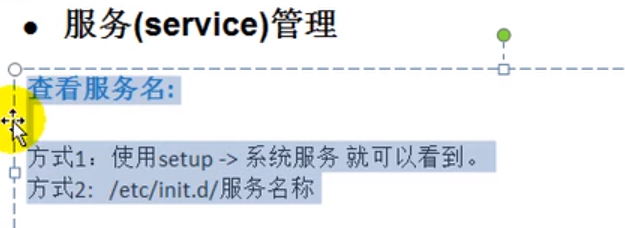 ● 服务(service)管理
查看服务名:
方式1：使用setup -> 系统服务 就可以看到。
方式2:  /etc/init.d/服务名称